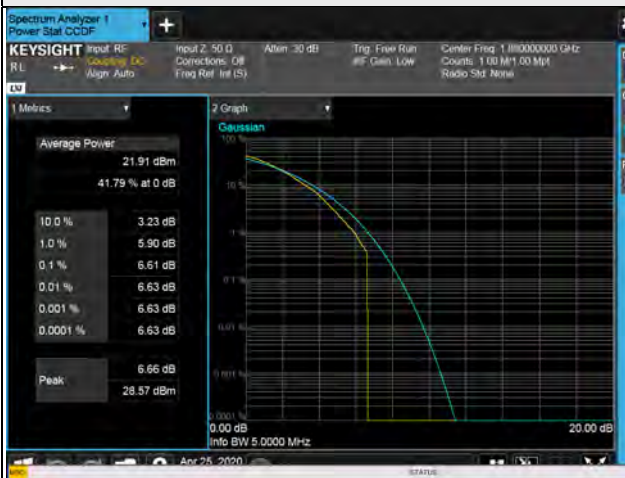 Spectrum Analyzer 1
Power Stat CCDF
+
KEYSIGHT Input: RF Input Z: 50 Ω Atten: 30 dB Trig: Free Run
RL Coupling: DC Corrections: Off #IF Gain: Low Counts: 1.00 M/1.00 Mpt
Align: Auto Freq Ref: Int (S) Radio Std: None
1 Metrics
2 Graph
Gaussian
Average Power
21.91 dBm
41.79 % at 0 dB
10.0 % 3.23 dB
1.0 % 5.90 dB
0.1 % 6.61 dB
0.01 % 6.63 dB
0.001 % 6.63 dB
0.0001 % 6.63 dB
Peak
6.66 dB
28.57 dBm
100 %
10 %
1 %
0.1 %
0.01 %
0.001 %
0.0001 %
0.00 dB 20.00 dB
Info BW 5.0000 MHz
Apr 25, 2020
MSG STATUS